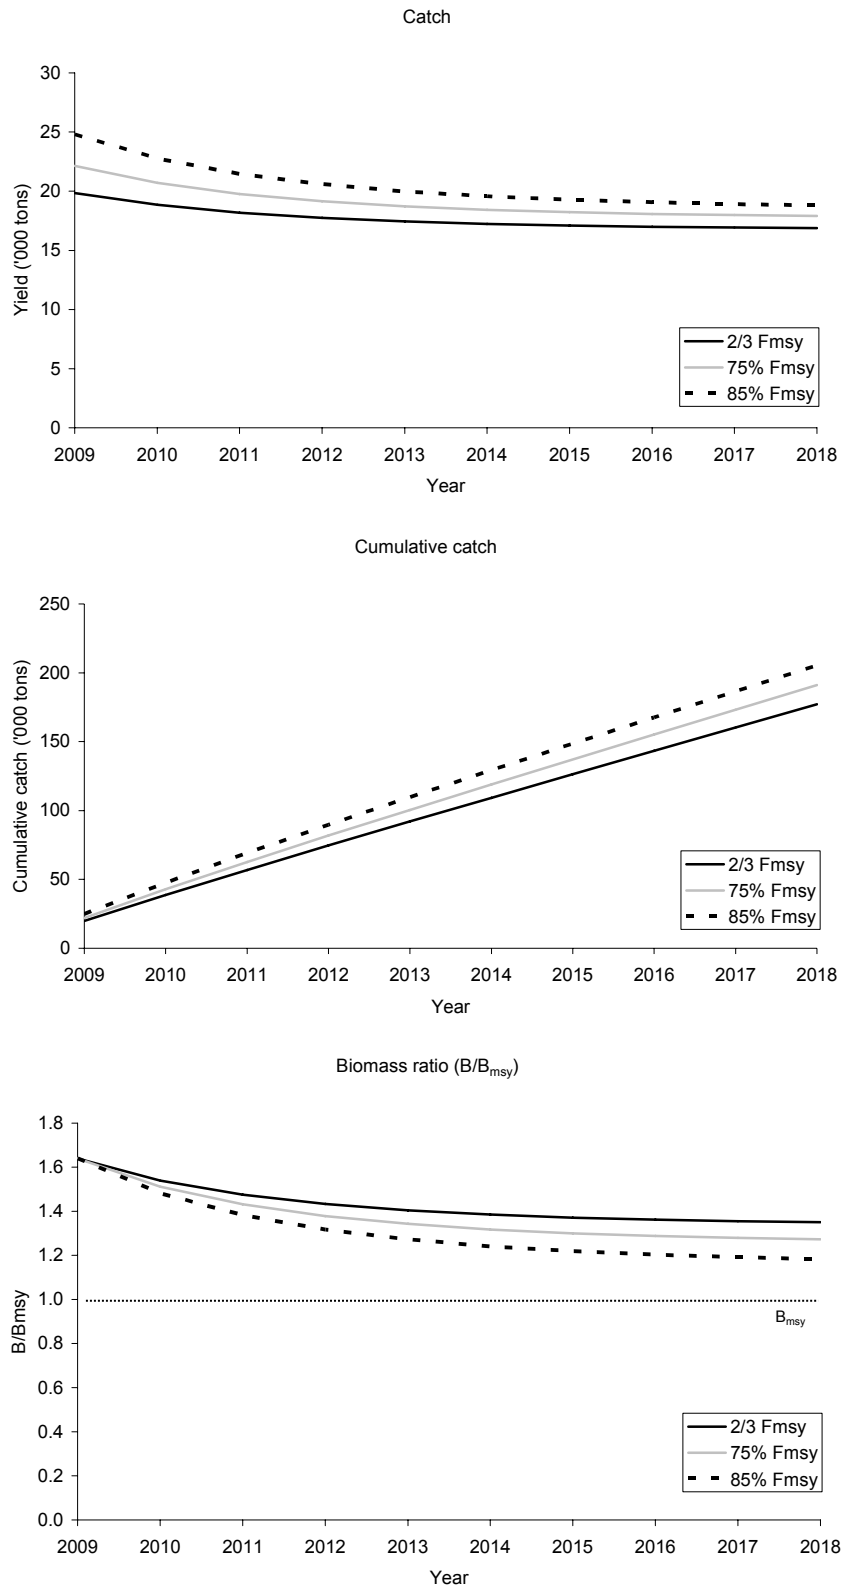 Catch
Yield ('000 tons)
30
25
20
15
10
5
0
2/3 Fmsy
75% Fmsy
85% Fmsy
2009 2010 2011 2012 2013 2014 2015 2016 2017 2018
Year
Cumulative catch
Cumulative catch ('000 tons)
250
200
150
100
50
0
2/3 Fmsy
75% Fmsy
85% Fmsy
2009 2010 2011 2012 2013 2014 2015 2016 2017 2018
Year
Biomass ratio (B/Bmsy)
B/Bmsy
1.8
1.6
1.4
1.2
1.0
Bmsy
0.8
0.6
0.4
0.2
0.0
2/3 Fmsy
75% Fmsy
85% Fmsy
2009 2010 2011 2012 2013 2014 2015 2016 2017 2018
Year